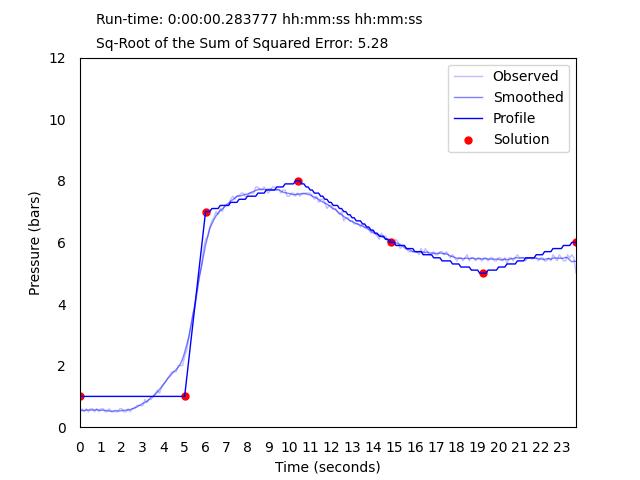 Run-time: 0:00:00.283777 hh:mm:ss hh:mm:ss
Sq-Root of the Sum of Squared Error: 5.28
12
10
8
6
4
2
0
Pressure (bars)
Observed
Smoothed
Profile
Solution
0 1 2 3 4 5 6 7 8 9 10 11 12 13 14 15 16 17 18 19 20 21 22 23
Time (seconds)